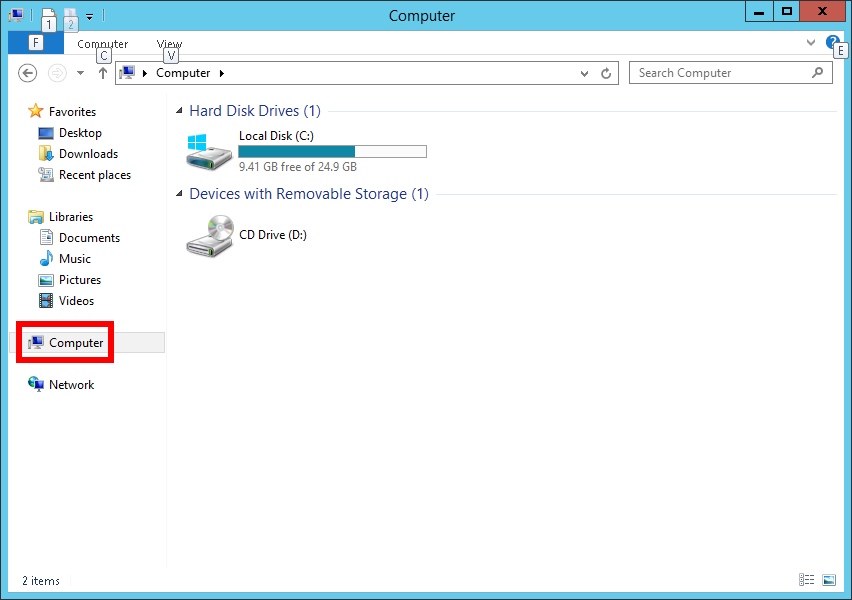 Computer
1 2
F
Computer View
C V E
?
Computer
Search Computer
Favorites
Desktop
Downloads
Recent places
Libraries
Documents
Music
Pictures
Videos
Computer
Network
Hard Disk Drives (1)
Local Disk (C:)
9.41 GB free of 24.9 GB
Devices with Removable Storage (1)
CD Drive (D:)
2 items